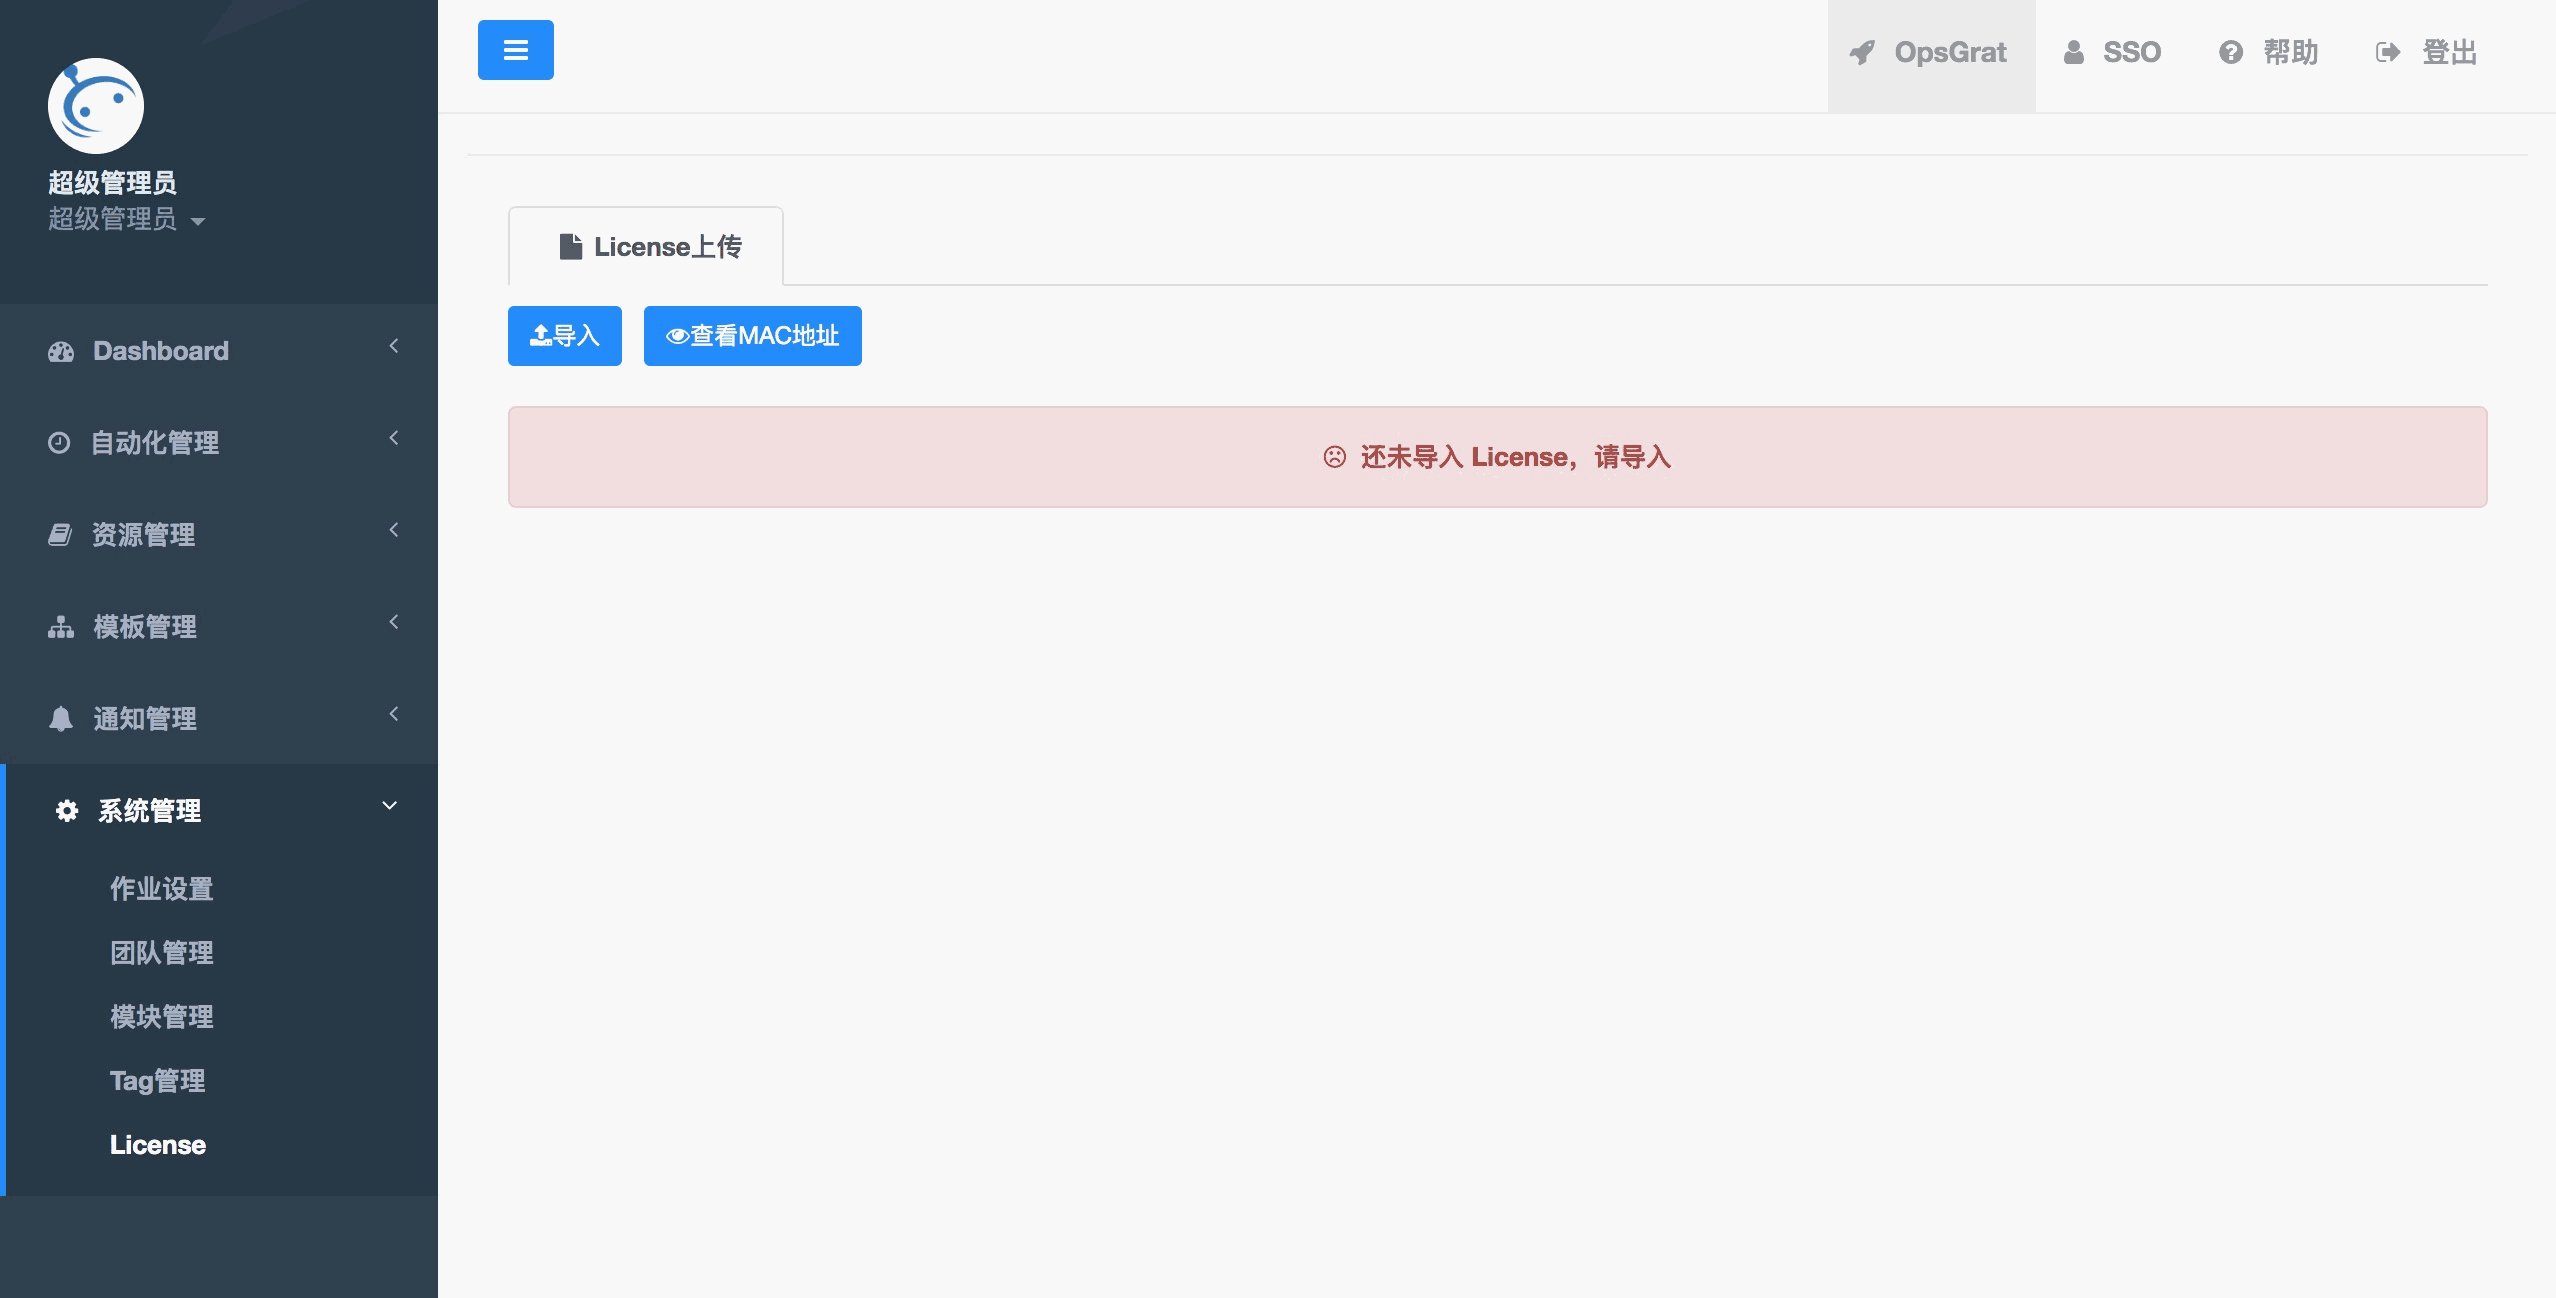 超级管理员
超级管理员
Dashboard
自动化管理
资源管理
模板管理
通知管理
系统管理
作业设置
团队管理
模块管理
Tag管理
License
OpsGrat
SSO
帮助
登出
License上传
导入
查看MAC地址
还未导入 License，请导入